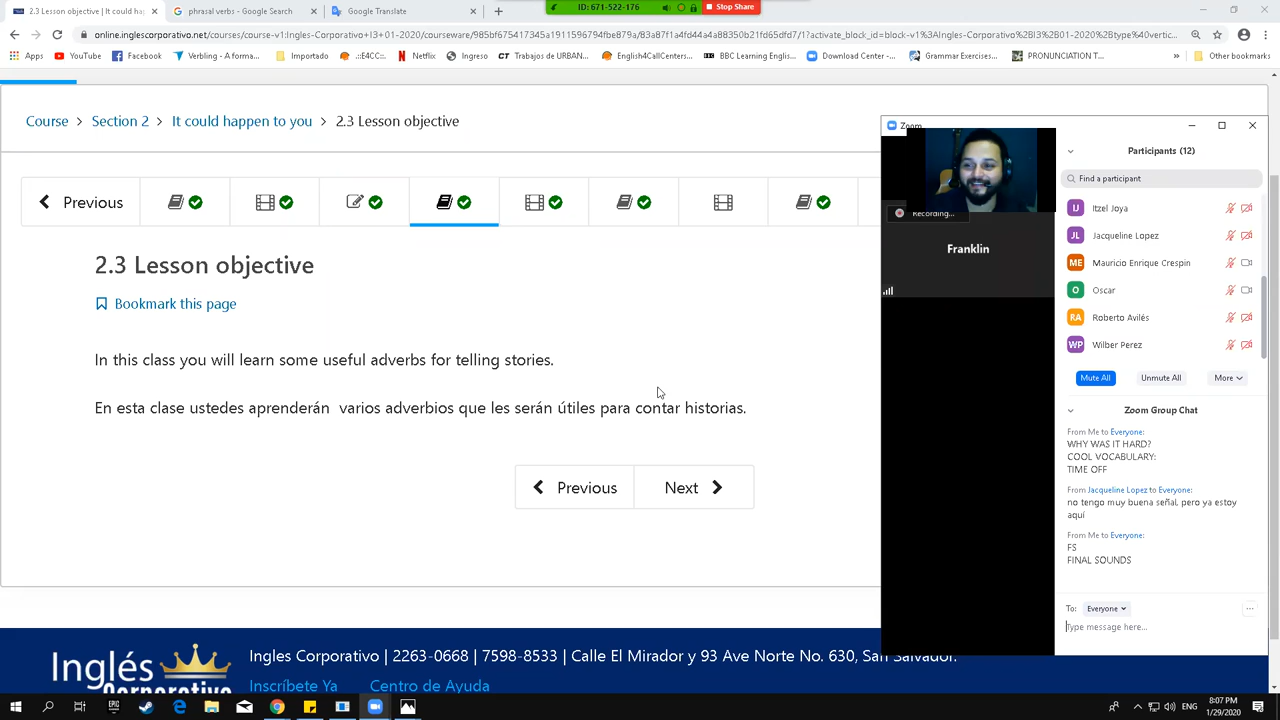 2.3 Lesson objective | It could ha
phrasal verbs - Google Search
Google Translate
ID: 671-522-176
Stop Share
online.inglescorporativo.net/courses/course-v1:Ingles-Corporativo+I3+01-2020/courseware/985bf675417345a1911596794fbe879a/83a87f1a4fd44a4a88350b21fd65dfd7/1?activate_block_id=block-v1%3AIngles-Corporativo%2BI3%2B01-2020%2Btype%40vertic...
Apps
YouTube
Facebook
Verbling - A forma...
Importado
.::E4CC::.
Netflix
Ingreso
Trabajos de URBAN...
English4CallCenters...
BBC Learning Englis...
Download Center -...
Grammar Exercises...
PRONUNCIATION T...
Other bookmarks
Course > Section 2 > It could happen to you > 2.3 Lesson objective
Previous
2.3 Lesson objective
Bookmark this page
In this class you will learn some useful adverbs for telling stories.
En esta clase ustedes aprenderán varios adverbios que les serán útiles para contar historias.
Previous
Next
Inglés
Corporativo
Ingles Corporativo | 2263-0668 | 7598-8533 | Calle El Mirador y 93 Ave Norte No. 630, San Salvador.
Inscríbete Ya
Centro de Ayuda
Zoom
Recording...
Franklin
Participants (12)
Find a participant
IJ Itzel Joya
JL Jacqueline Lopez
ME Mauricio Enrique Crespin
O Oscar
RA Roberto Avilés
WP Wilber Perez
Mute All
Unmute All
More
Zoom Group Chat
From Me to Everyone:
WHY WAS IT HARD?
COOL VOCABULARY:
TIME OFF
From Jacqueline Lopez to Everyone:
no tengo muy buena señal, pero ya estoy
aquí
From Me to Everyone:
FS
FINAL SOUNDS
To: Everyone
Type message here...
ENG
8:07 PM
1/29/2020